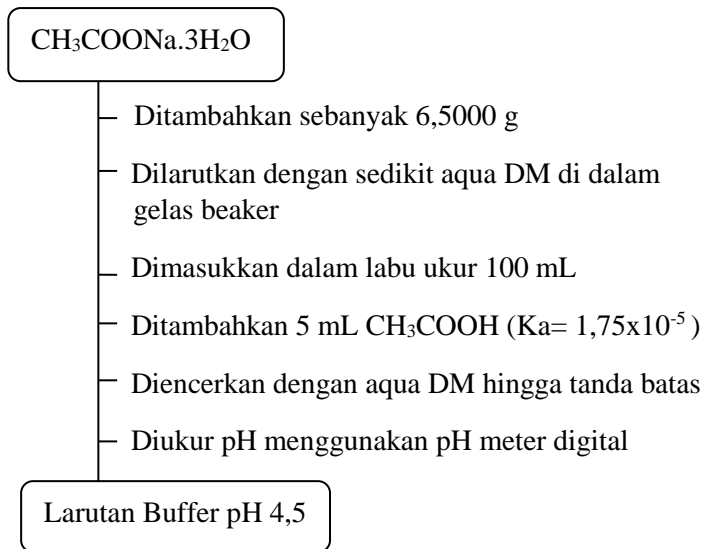 CH₃COONa.3H₂O
Ditambahkan sebanyak 6,5000 g
Dilarutkan dengan sedikit aqua DM di dalam
gelas beaker
Dimasukkan dalam labu ukur 100 mL
Ditambahkan 5 mL CH₃COOH (Ka= 1,75x10⁻⁵ )
Diencerkan dengan aqua DM hingga tanda batas
Diukur pH menggunakan pH meter digital
Larutan Buffer pH 4,5